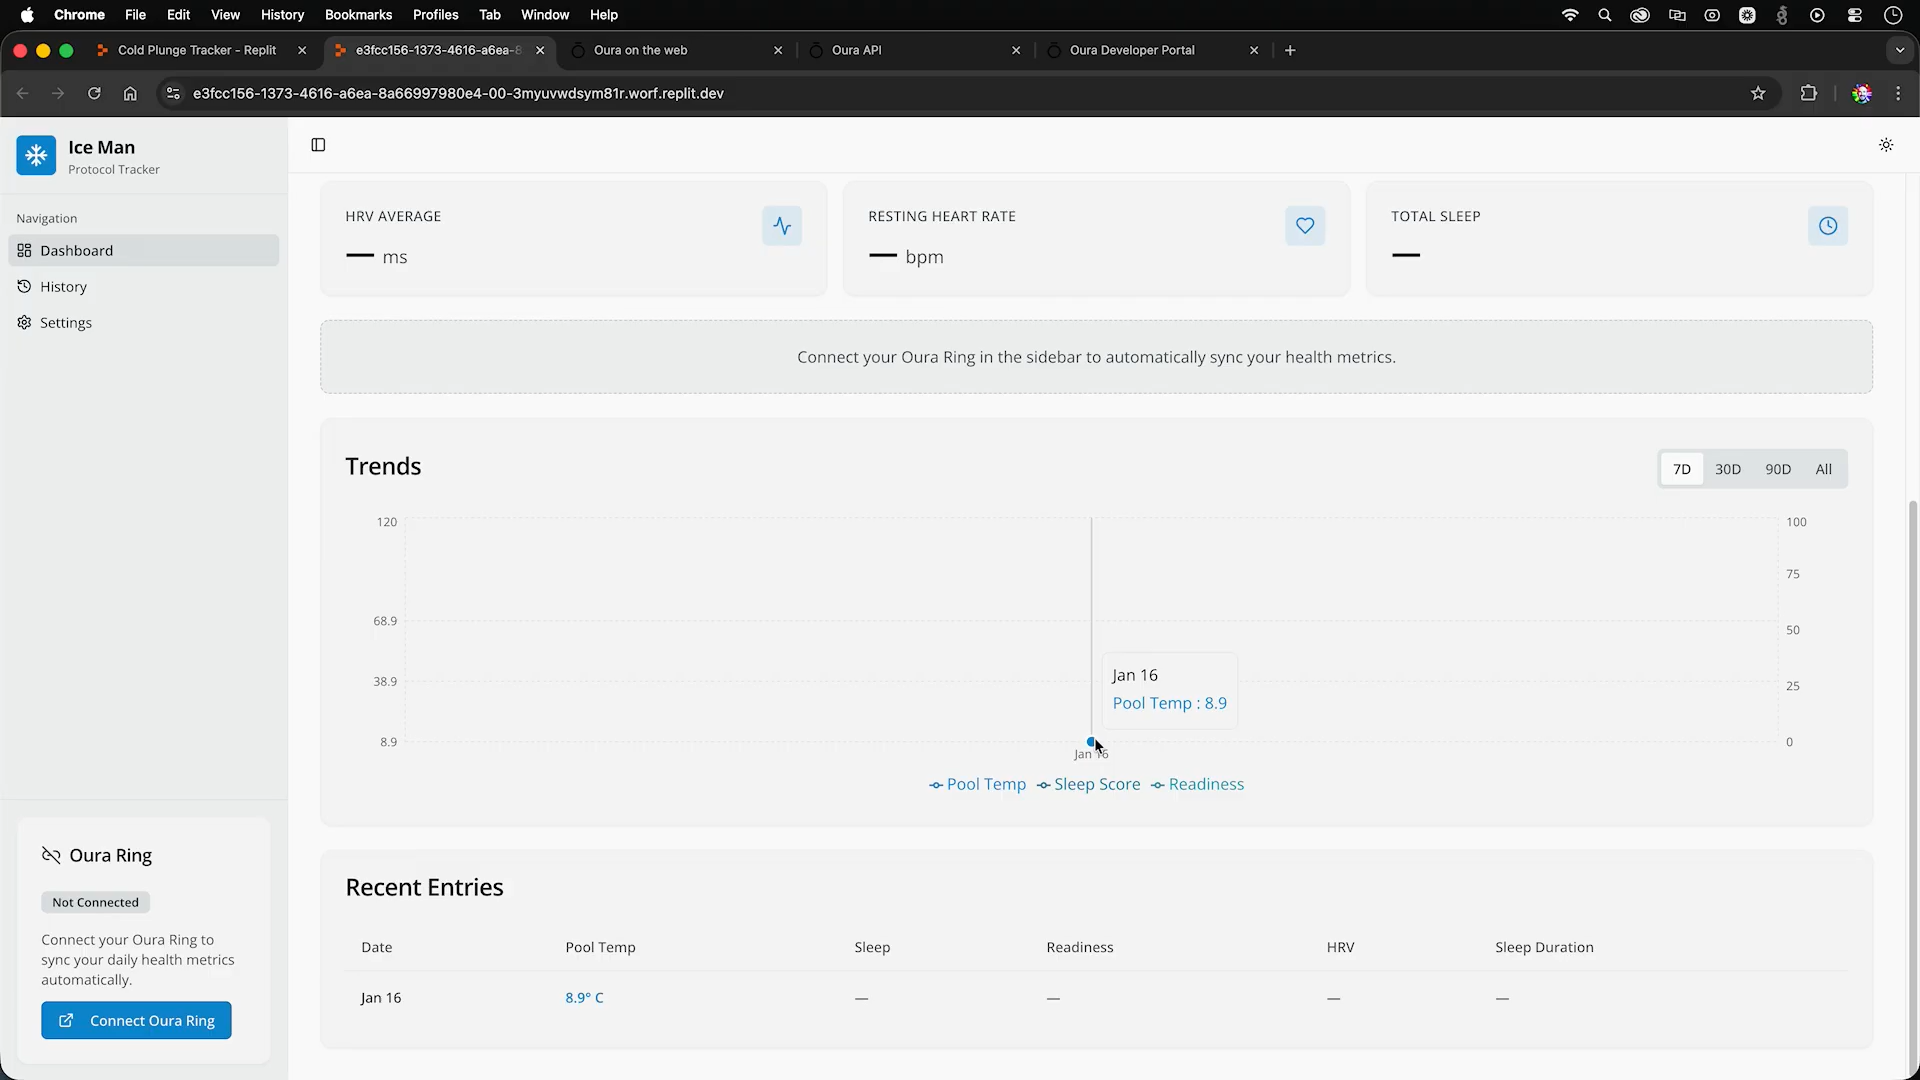 Chrome File Edit View History Bookmarks Profiles Tab Window Help
Cold Plunge Tracker - Replit
e3fcc156-1373-4616-a6ea-8
Oura on the web
Oura API
Oura Developer Portal
e3fcc156-1373-4616-a6ea-8a66997980e4-00-3myuvwdsym81r.worf.replit.dev
Ice Man
Protocol Tracker
Navigation
Dashboard
History
Settings
HRV AVERAGE
— ms
RESTING HEART RATE
— bpm
TOTAL SLEEP
—
Connect your Oura Ring in the sidebar to automatically sync your health metrics.
Trends
7D 30D 90D All
120
68.9
38.9
8.9
100
75
50
25
0
Jan 16
Pool Temp : 8.9
Jan 16
Pool Temp Sleep Score Readiness
Recent Entries
Date Pool Temp Sleep Readiness HRV Sleep Duration
Jan 16 8.9° C — — — —
Oura Ring
Not Connected
Connect your Oura Ring to
sync your daily health metrics
automatically.
Connect Oura Ring